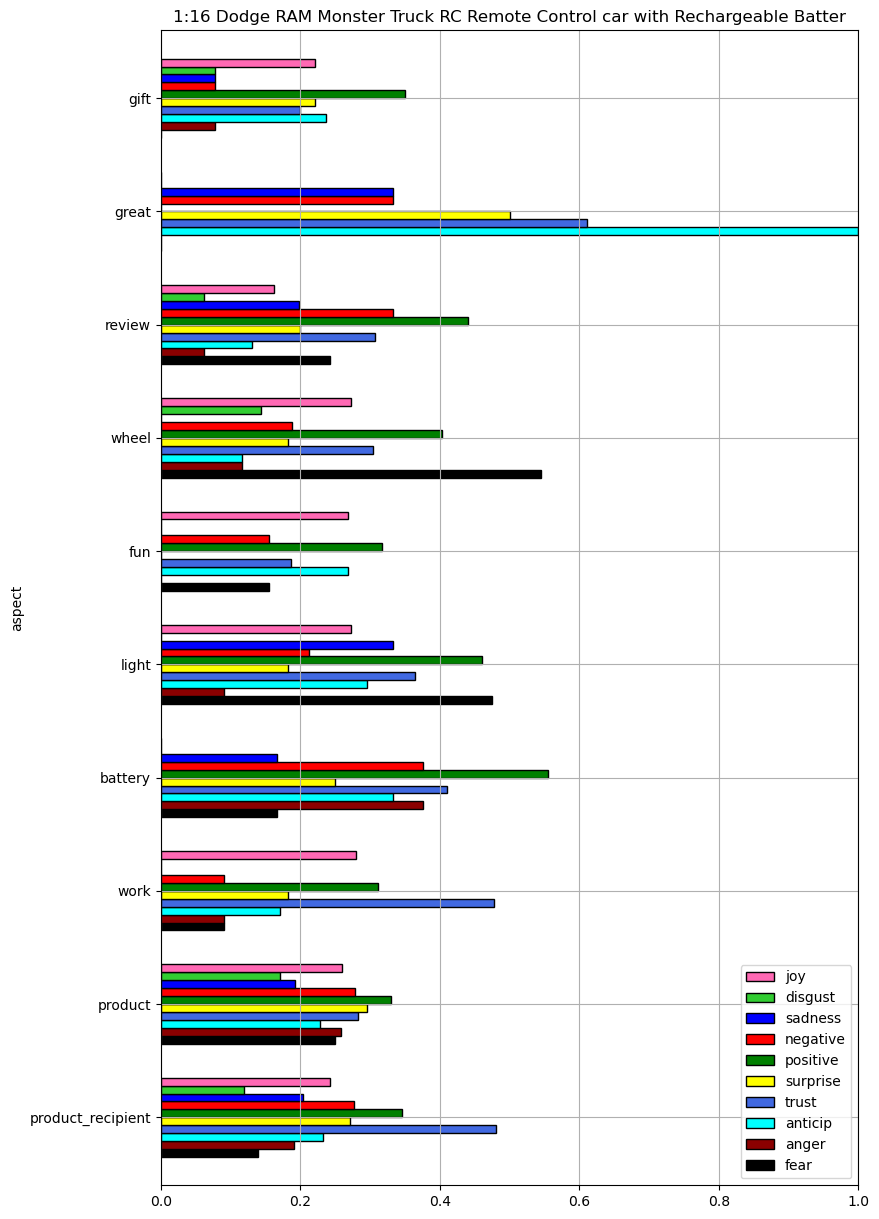 1:16 Dodge RAM Monster Truck RC Remote Control car with Rechargeable Batter
gift
great
review
wheel
fun
light
battery
work
product
product_recipient
aspect
joy
disgust
sadness
negative
positive
surprise
trust
anticip
anger
fear
0.0 0.2 0.4 0.6 0.8 1.0